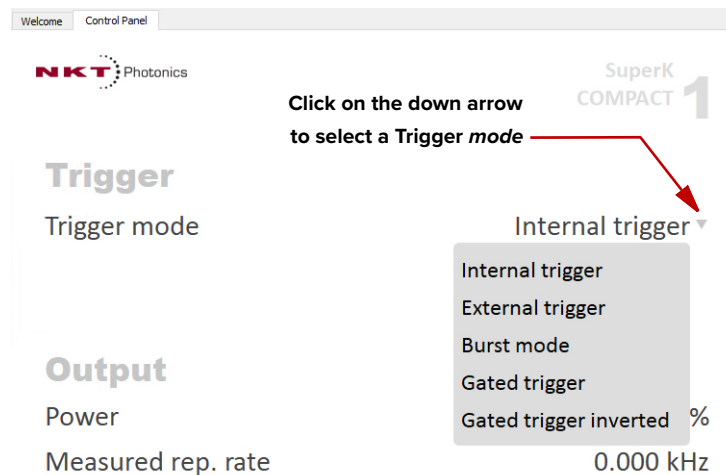 Welcome Control Panel
NKT Photonics
SuperK
COMPACT 1
Click on the down arrow
to select a Trigger mode
Trigger
Trigger mode Internal trigger
Internal trigger
External trigger
Burst mode
Gated trigger
Gated trigger inverted
Output
Power %
Measured rep. rate 0.000 kHz